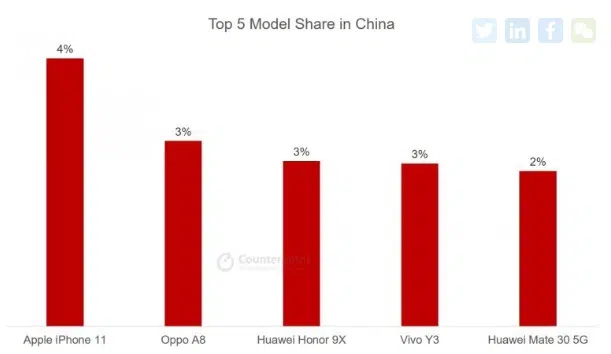 Top 5 Model Share in China
4%
3%
3%
3%
2%
Apple iPhone 11
Oppo A8
Huawei Honor 9X
Vivo Y3
Huawei Mate 30 5G